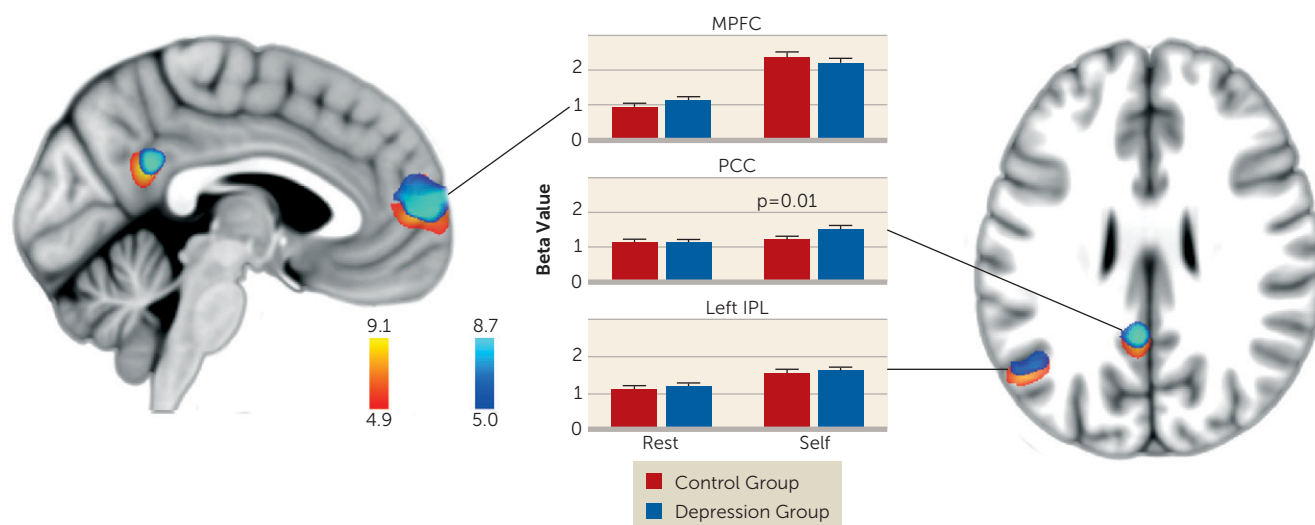 MPFC
2
1
0
PCC
p=0.01
2
1
0
Beta Value
Left IPL
2
1
0
Rest Self
9.1 8.7
4.9 5.0
Control Group
Depression Group